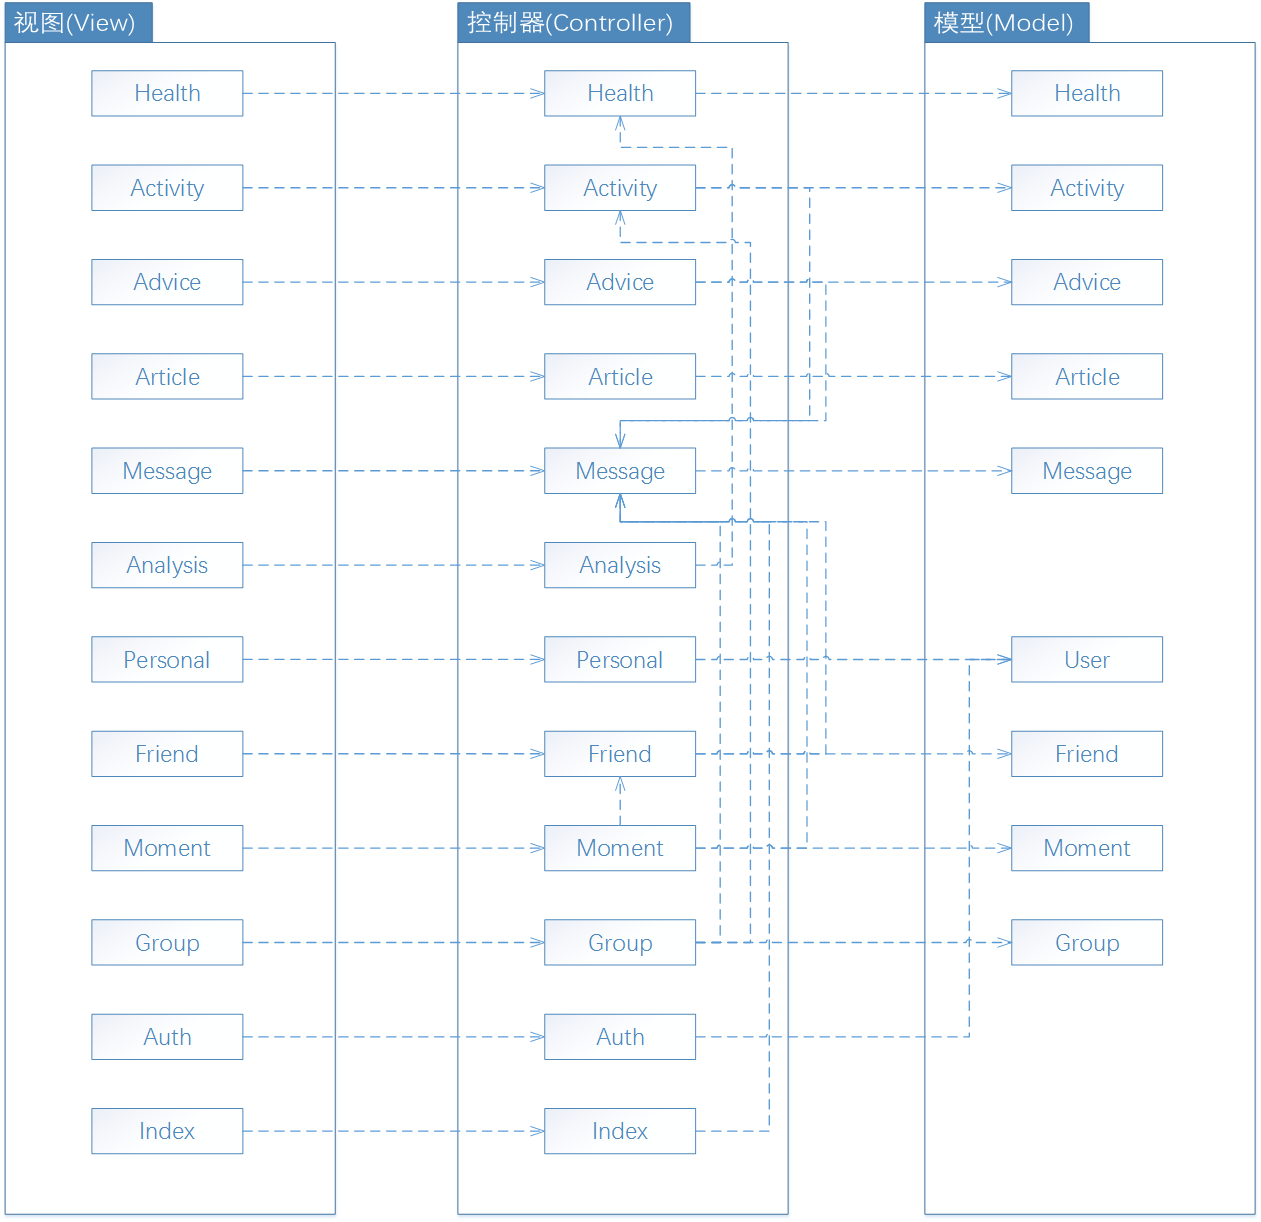 视图(View)
控制器(Controller)
模型(Model)
Health
Health
Health
Activity
Activity
Activity
Advice
Advice
Advice
Article
Article
Article
Message
Message
Message
Analysis
Analysis
Personal
Personal
User
Friend
Friend
Friend
Moment
Moment
Moment
Group
Group
Group
Auth
Auth
Index
Index